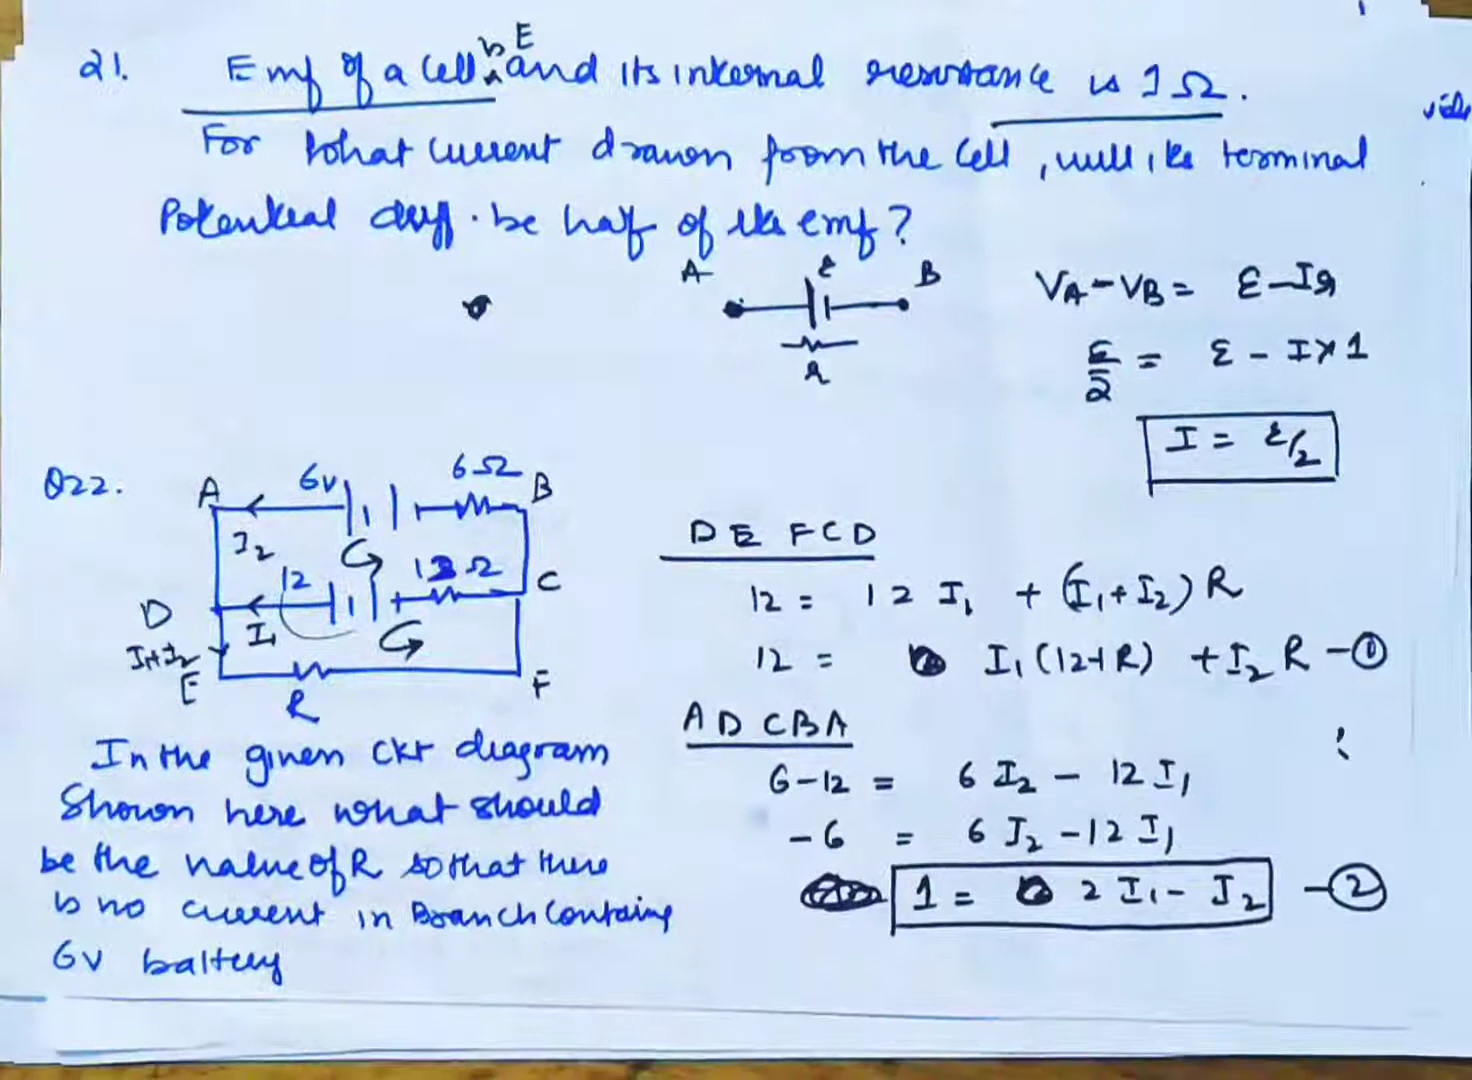 21. Emf of a cell is E and its internal resistance is 1Ω.
For what current drawn from the cell, will its terminal
Potential diff. be half of its emf?
A ε B
r
VA - VB = ε - Ir
ε/2 = ε - I×1
I = ε/2
Q22.
A 6V 6Ω B
I2
12 12Ω C
D I1
I1+I2
E R F
In the given ckt diagram
Shown here what should
be the value of R so that there
is no current in Branch Containing
6V battery
DEFCD
12 = 12 I1 + (I1+I2) R
12 = I1 (12+R) + I2 R - ①
ADCBA
6-12 = 6 I2 - 12 I1
-6 = 6 I2 - 12 I1
1 = 2 I1 - I2 - ②